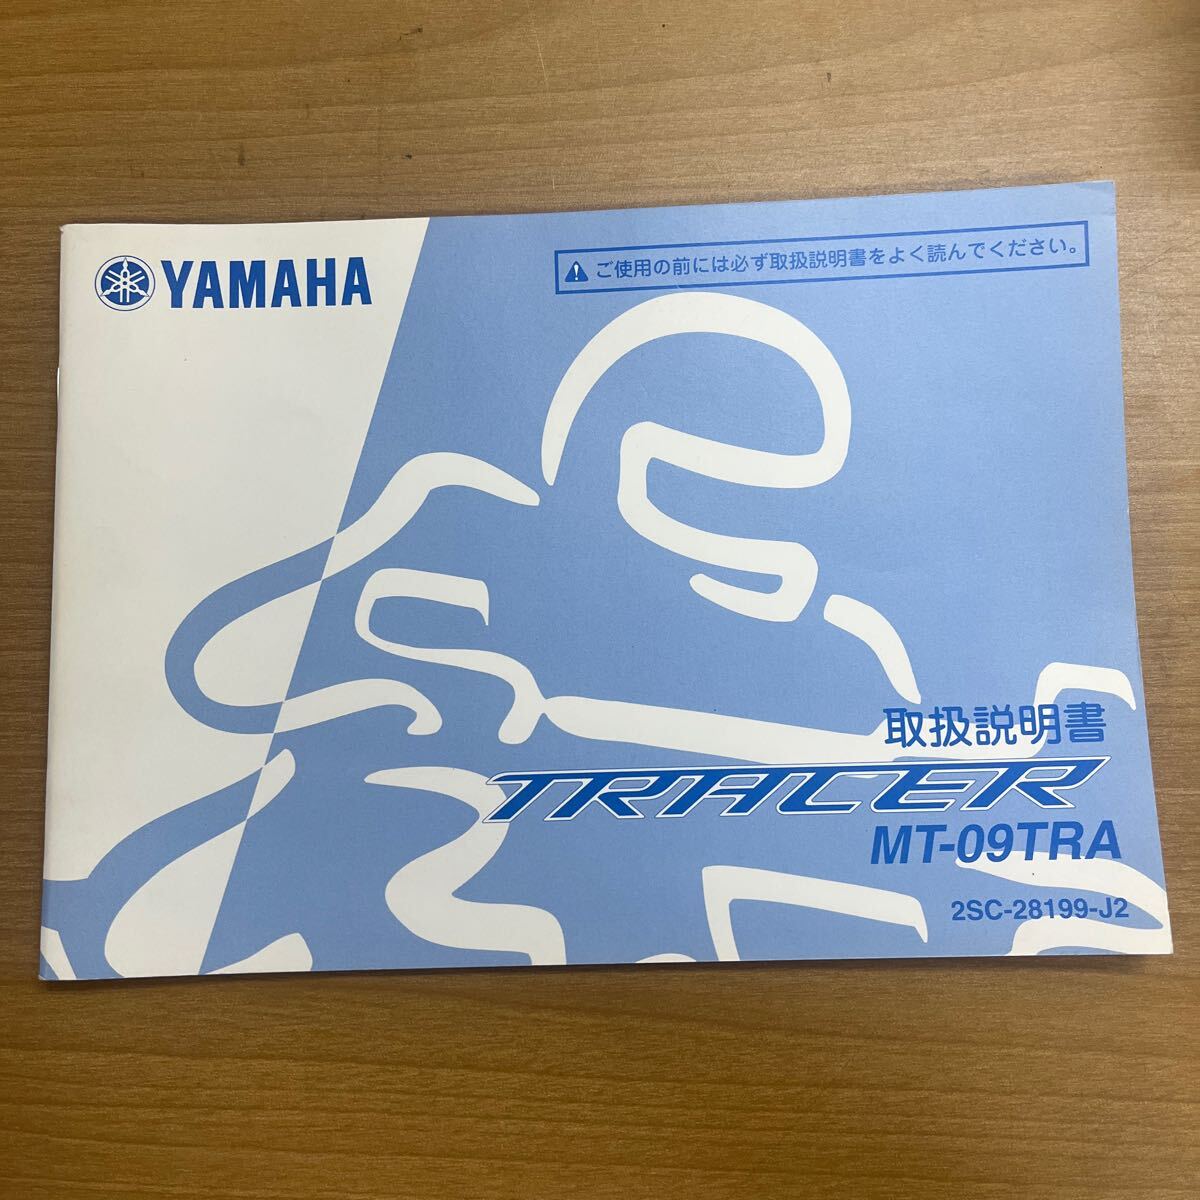 YAMAHA
ご使用の前には必ず取扱説明書をよく読んでください。
取扱説明書
TRACER
MT-09TRA
2SC-28199-J2